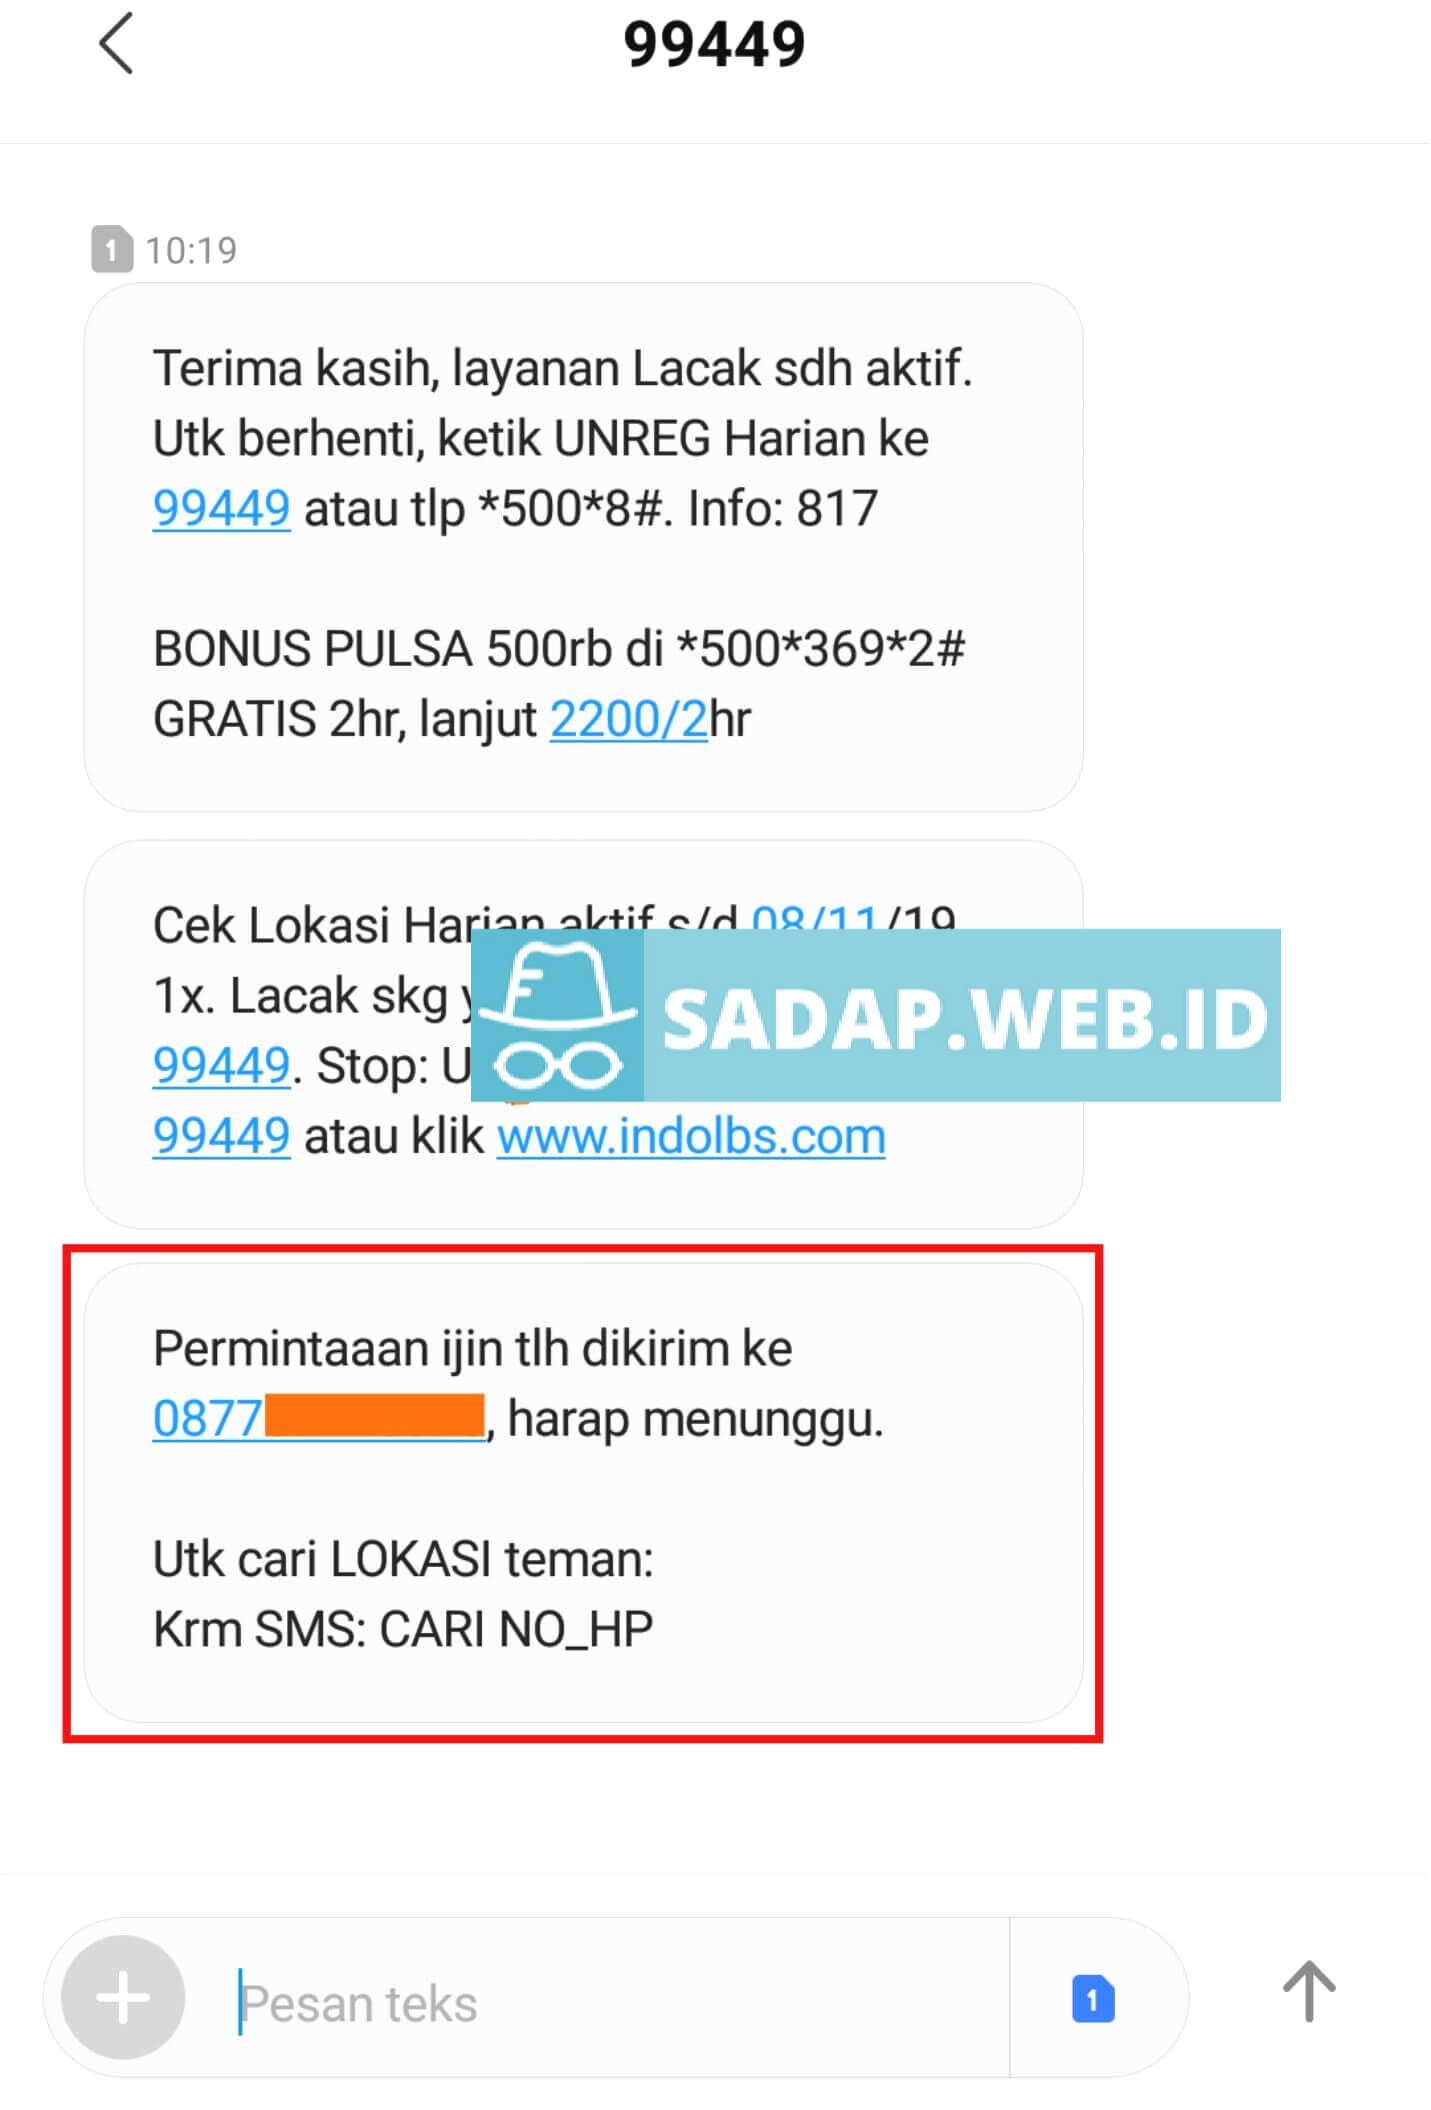 99449
1 10:19
Terima kasih, layanan Lacak sdh aktif.
Utk berhenti, ketik UNREG Harian ke
99449 atau tlp *500*8#. Info: 817
BONUS PULSA 500rb di *500*369*2#
GRATIS 2hr, lanjut 2200/2hr
Cek Lokasi Harian aktif s/d 08/11/19
1x. Lacak skg
SADAP.WEB.ID
99449. Stop: U
99449 atau klik www.indolbs.com
Permintaaan ijin tlh dikirim ke
0877 , harap menunggu.
Utk cari LOKASI teman:
Krm SMS: CARI NO_HP
Pesan teks
1